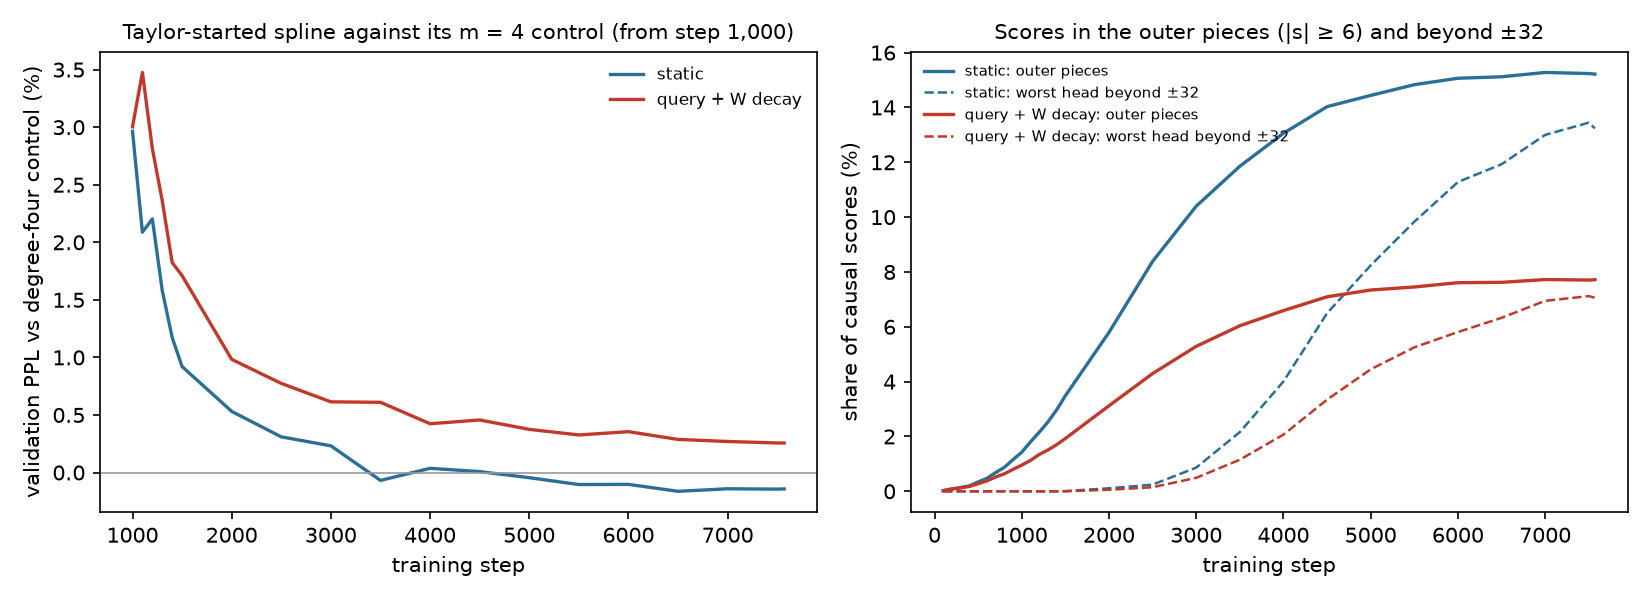 Taylor-started spline against its m = 4 control (from step 1,000)
validation PPL vs degree-four control (%)
3.5
3.0
2.5
2.0
1.5
1.0
0.5
0.0
static
query + W decay
1000 2000 3000 4000 5000 6000 7000
training step
Scores in the outer pieces (|s| ≥ 6) and beyond ±32
share of causal scores (%)
16
14
12
10
8
6
4
2
0
static: outer pieces
static: worst head beyond ±32
query + W decay: outer pieces
query + W decay: worst head beyond ±32
0 1000 2000 3000 4000 5000 6000 7000
training step